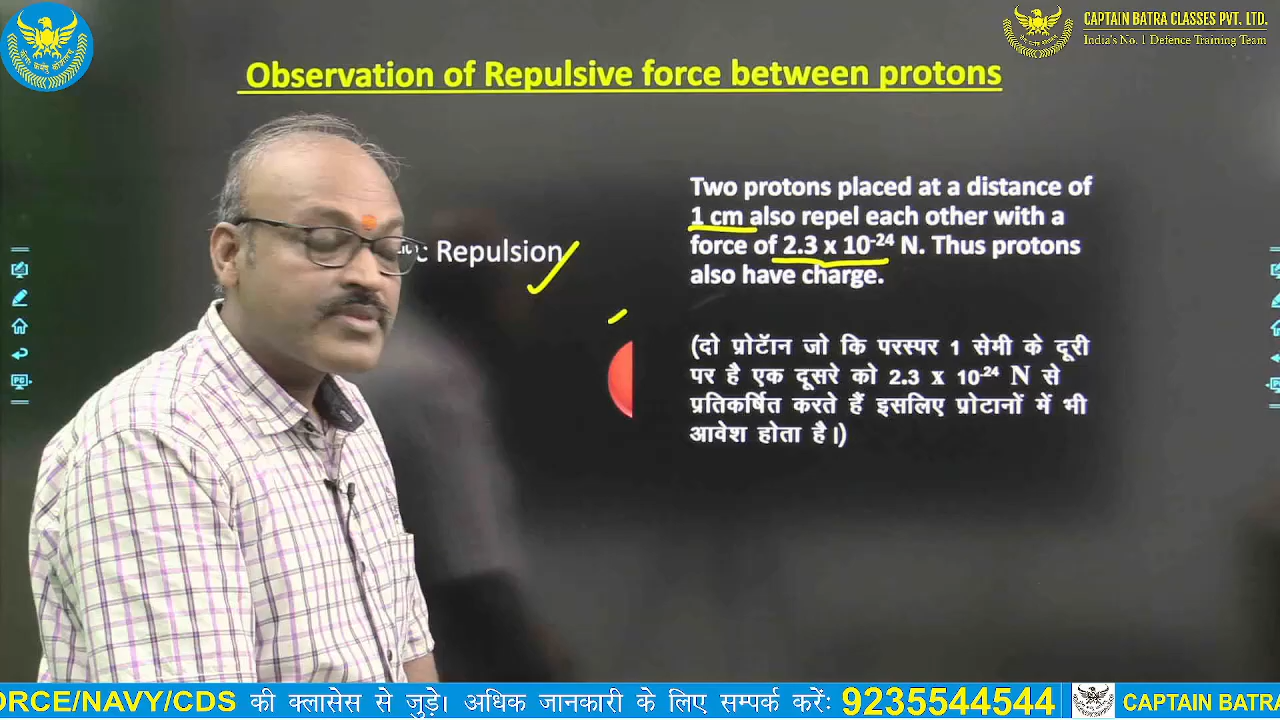 CAPTAIN BATRA CLASSES PVT. LTD.
India's No. 1 Defence Training Team
Observation of Repulsive force between protons
Repulsion
Two protons placed at a distance of
1 cm also repel each other with a
force of 2.3 x 10⁻²⁴ N. Thus protons
also have charge.
(दो प्रोटॅान जो कि परस्पर 1 सेमी के दूरी
पर है एक दूसरे को 2.3 x 10⁻²⁴ N से
प्रतिकर्षित करते हैं इसलिए प्रोटानों में भी
आवेश होता है।)
PC
ORCE/NAVY/CDS की क्लासेस से जुड़े। अधिक जानकारी के लिए सम्पर्क करें: 9235544544 CAPTAIN BATRA